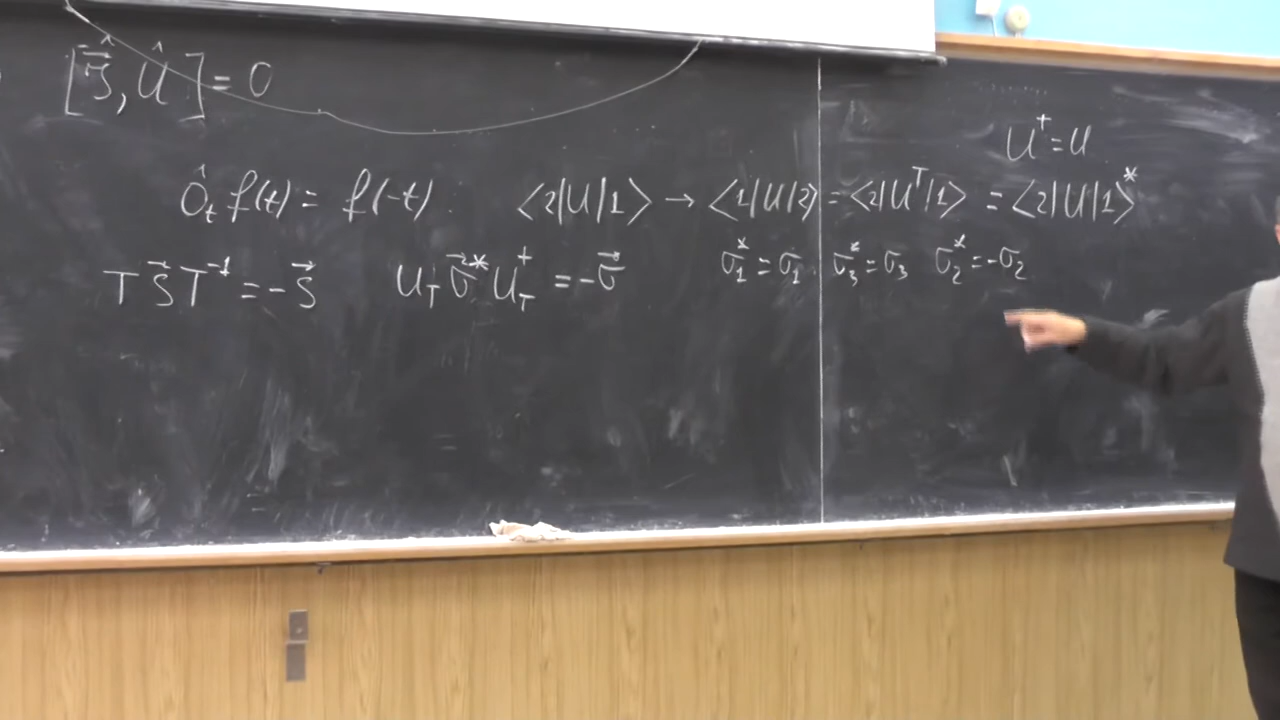 [ŝ⃗, Û] = 0
U⁺ = U
Ô_t f(t) = f(-t). ⟨2|U|1⟩ → ⟨1|U|2⟩ = ⟨2|Uᵀ|1⟩ = ⟨2|U|1⟩*
T s⃗ T⁻¹ = - s⃗ U_T σ⃗* U_T⁺ = - σ⃗ σ₁* = σ₁. σ₃* = σ₃ σ₂* = -σ₂